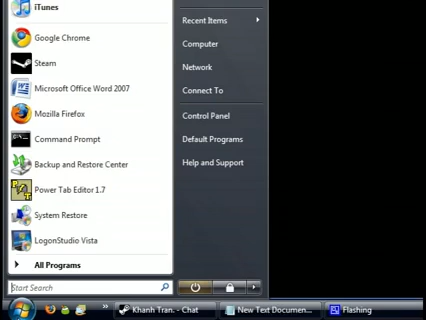 iTunes
Google Chrome
Steam
Microsoft Office Word 2007
Mozilla Firefox
Command Prompt
Backup and Restore Center
Power Tab Editor 1.7
System Restore
LogonStudio Vista
All Programs
Start Search
Recent Items
Computer
Network
Connect To
Control Panel
Default Programs
Help and Support
Khanh Tran. - Chat
New Text Documen...
Flashing